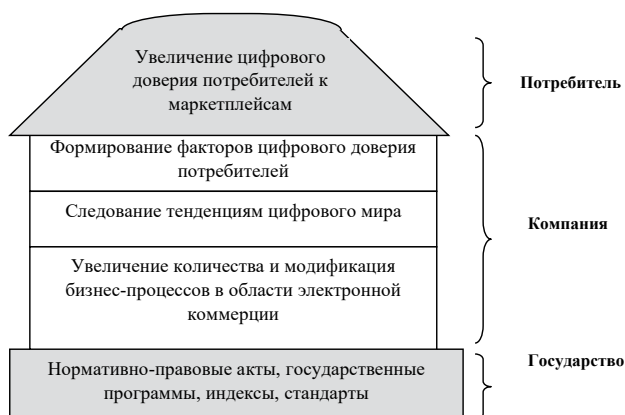 Увеличение цифрового
доверия потребителей к
маркетплейсам
Потребитель
Формирование факторов цифрового доверия
потребителей
Следование тенденциям цифрового мира
Компания
Увеличение количества и модификация
бизнес-процессов в области электронной
коммерции
Нормативно-правовые акты, государственные
программы, индексы, стандарты
Государство